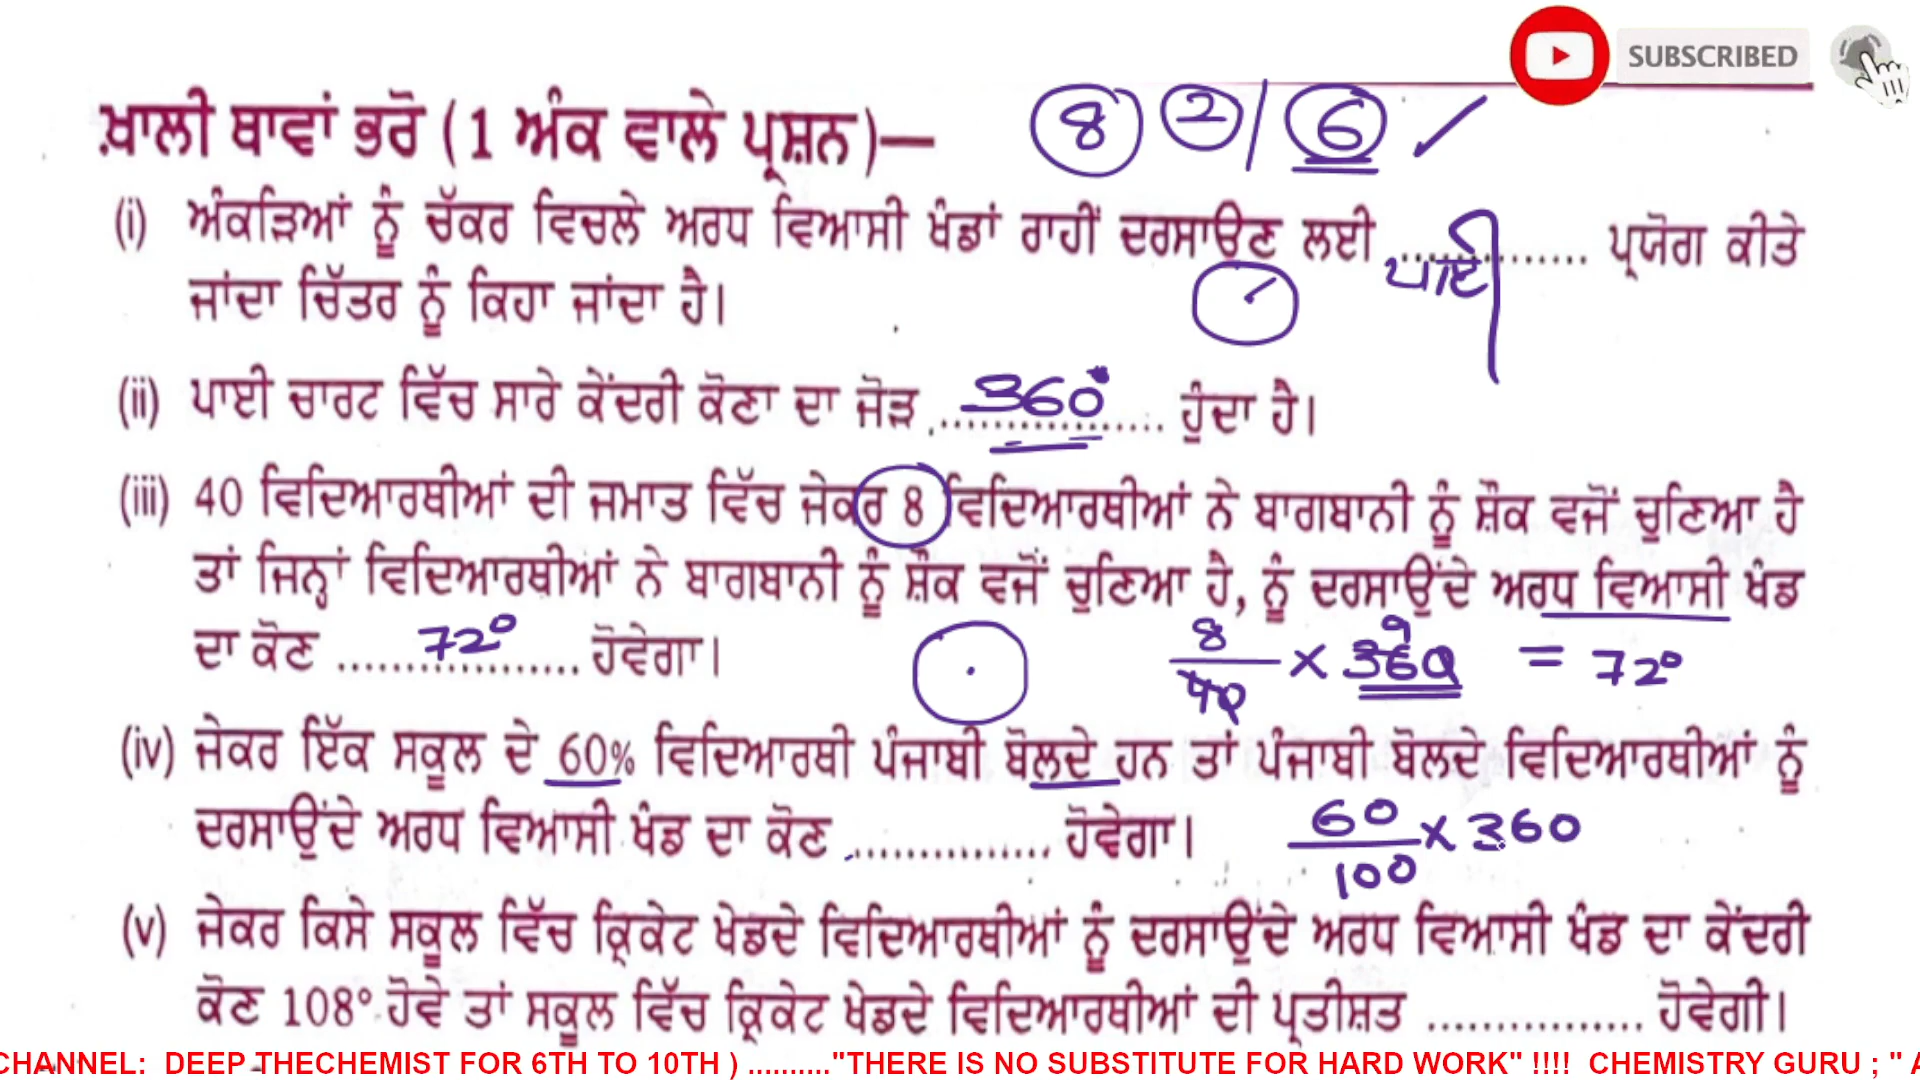 SUBSCRIBED
ਖ਼ਾਲੀ ਥਾਵਾਂ ਭਰੋ (1 ਅੰਕ ਵਾਲੇ ਪ੍ਰਸ਼ਨ)— 8 2 / 6
(i) ਅੰਕੜਿਆਂ ਨੂੰ ਚੱਕਰ ਵਿਚਲੇ ਅਰਧ ਵਿਆਸੀ ਖੰਡਾਂ ਰਾਹੀਂ ਦਰਸਾਉਣ ਲਈ ਪਾਈ ............... ਪ੍ਰਯੋਗ ਕੀਤੇ
ਜਾਂਦਾ ਚਿੱਤਰ ਨੂੰ ਕਿਹਾ ਜਾਂਦਾ ਹੈ।
(ii) ਪਾਈ ਚਾਰਟ ਵਿੱਚ ਸਾਰੇ ਕੇਂਦਰੀ ਕੋਣਾ ਦਾ ਜੋੜ 360° .................. ਹੁੰਦਾ ਹੈ।
(iii) 40 ਵਿਦਿਆਰਥੀਆਂ ਦੀ ਜਮਾਤ ਵਿੱਚ ਜੇਕਰ 8 ਵਿਦਿਆਰਥੀਆਂ ਨੇ ਬਾਗਬਾਨੀ ਨੂੰ ਸ਼ੌਕ ਵਜੋਂ ਚੁਣਿਆ ਹੈ
ਤਾਂ ਜਿਨ੍ਹਾਂ ਵਿਦਿਆਰਥੀਆਂ ਨੇ ਬਾਗਬਾਨੀ ਨੂੰ ਸ਼ੌਕ ਵਜੋਂ ਚੁਣਿਆ ਹੈ, ਨੂੰ ਦਰਸਾਉਂਦੇ ਅਰਧ ਵਿਆਸੀ ਖੰਡ
ਦਾ ਕੋਣ 72° .................. ਹੋਵੇਗਾ। 8/40 × 360 9 = 72°
(iv) ਜੇਕਰ ਇੱਕ ਸਕੂਲ ਦੇ 60% ਵਿਦਿਆਰਥੀ ਪੰਜਾਬੀ ਬੋਲਦੇ ਹਨ ਤਾਂ ਪੰਜਾਬੀ ਬੋਲਦੇ ਵਿਦਿਆਰਥੀਆਂ ਨੂੰ
ਦਰਸਾਉਂਦੇ ਅਰਧ ਵਿਆਸੀ ਖੰਡ ਦਾ ਕੋਣ ............... ਹੋਵੇਗਾ। 60/100 × 360
(v) ਜੇਕਰ ਕਿਸੇ ਸਕੂਲ ਵਿੱਚ ਕ੍ਰਿਕੇਟ ਖੇਡਦੇ ਵਿਦਿਆਰਥੀਆਂ ਨੂੰ ਦਰਸਾਉਂਦੇ ਅਰਧ ਵਿਆਸੀ ਖੰਡ ਦਾ ਕੇਂਦਰੀ
ਕੋਣ 108° ਹੋਵੇ ਤਾਂ ਸਕੂਲ ਵਿੱਚ ਕ੍ਰਿਕੇਟ ਖੇਡਦੇ ਵਿਦਿਆਰਥੀਆਂ ਦੀ ਪ੍ਰਤੀਸ਼ਤ ................ ਹੋਵੇਗੀ।
CHANNEL: DEEP THECHEMIST FOR 6TH TO 10TH ) .........."THERE IS NO SUBSTITUTE FOR HARD WORK" !!!! CHEMISTRY GURU ; " A